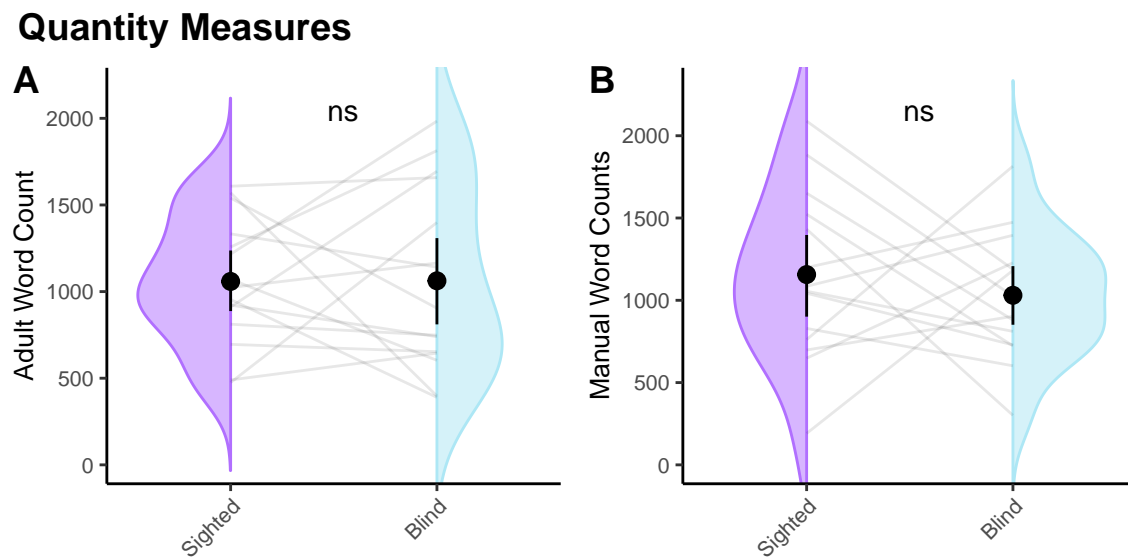 Quantity Measures
A
ns
Adult Word Count
2000
1500
1000
500
0
Sighted
Blind
B
ns
Manual Word Counts
2000
1500
1000
500
0
Sighted
Blind